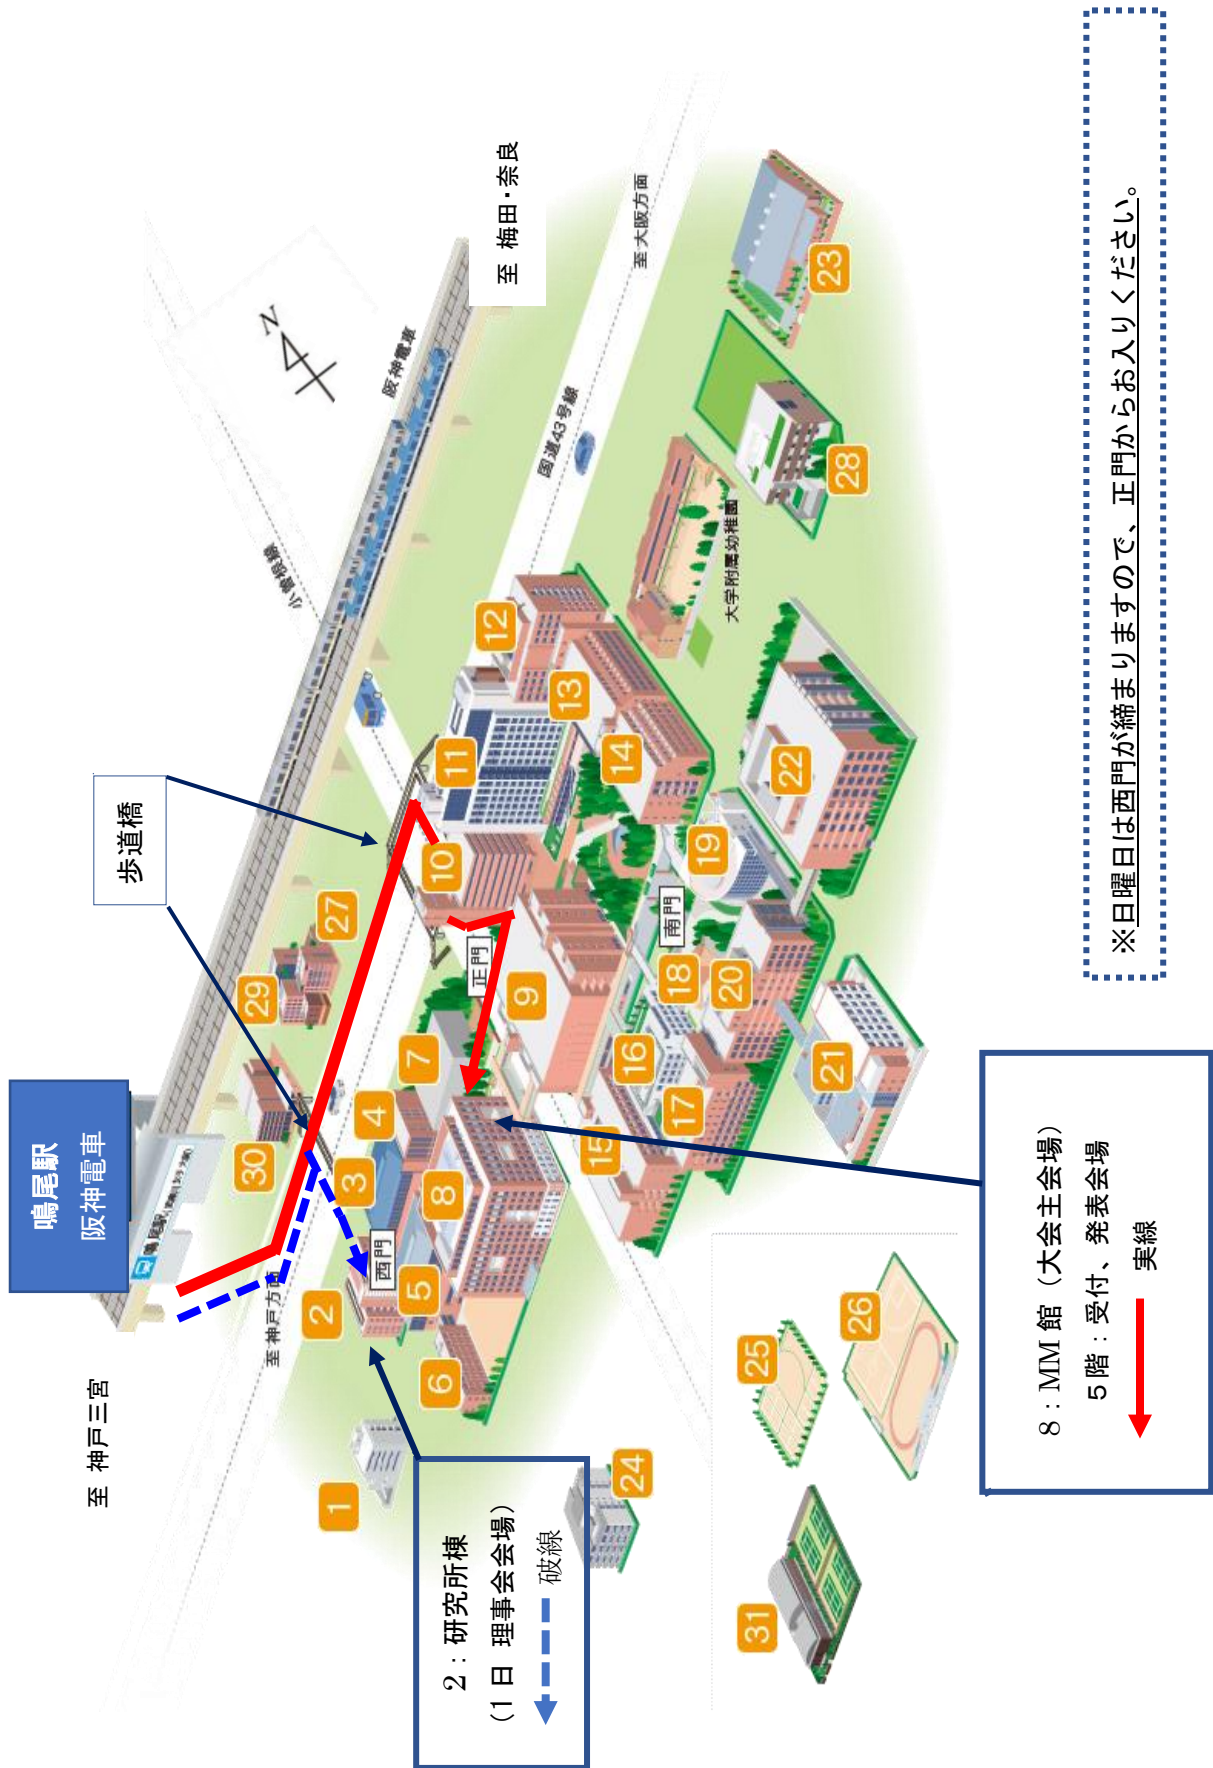 鳴尾駅
阪神電車
至 神戸三宮
歩道橋
鳴尾駅
阪神電車
至 梅田・奈良
小曽根線
国道43号線
至 大阪方面
至 神戸方面
N
西門
正門
南門
大学附属幼稚園
1
2
3
4
5
6
7
8
9
10
11
12
13
14
15
16
17
18
19
20
21
22
23
24
25
26
27
28
29
30
31
2：研究所棟
（1日 理事会会場）
破線
8：MM館（大会主会場）
5階：受付、発表会場
実線
※日曜日は西門が締まりますので、正門からお入りください。